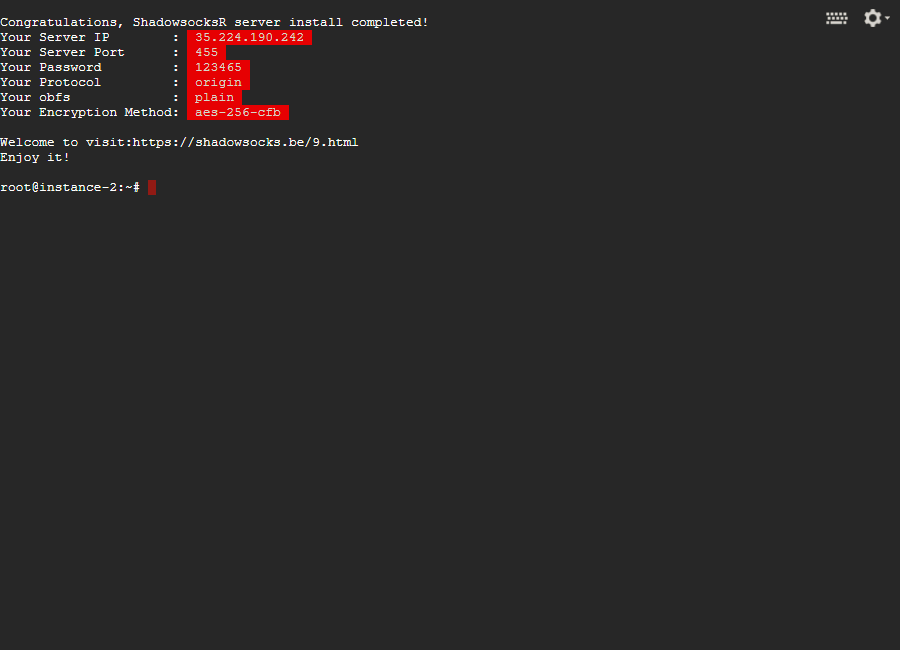 Congratulations, ShadowsocksR server install completed!
Your Server IP        :  35.224.190.242
Your Server Port      :  455
Your Password         :  123465
Your Protocol         :  origin
Your obfs             :  plain
Your Encryption Method:  aes-256-cfb
Welcome to visit:https://shadowsocks.be/9.html
Enjoy it!
root@instance-2:~#